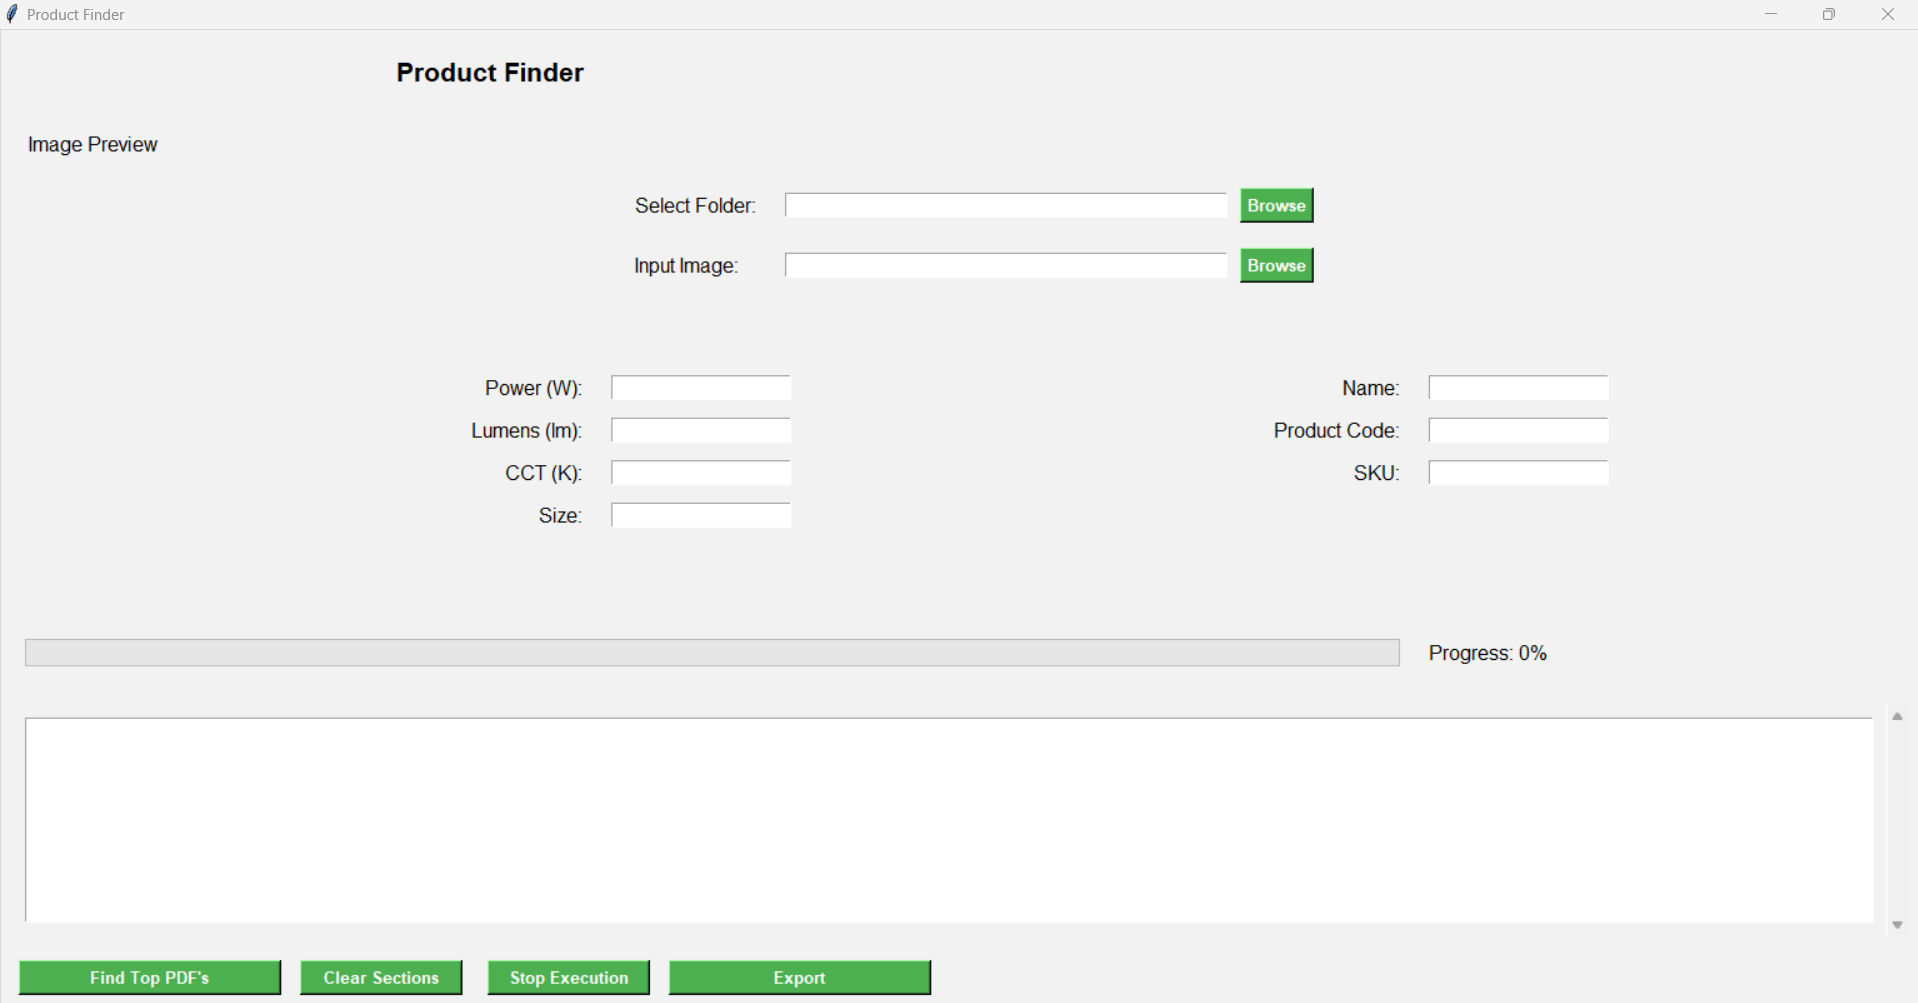 Product Finder
Product Finder
Image Preview
Select Folder: Browse
Input Image: Browse
Power (W): Name:
Lumens (lm): Product Code:
CCT (K): SKU:
Size:
Progress: 0%
Find Top PDF's Clear Sections Stop Execution Export